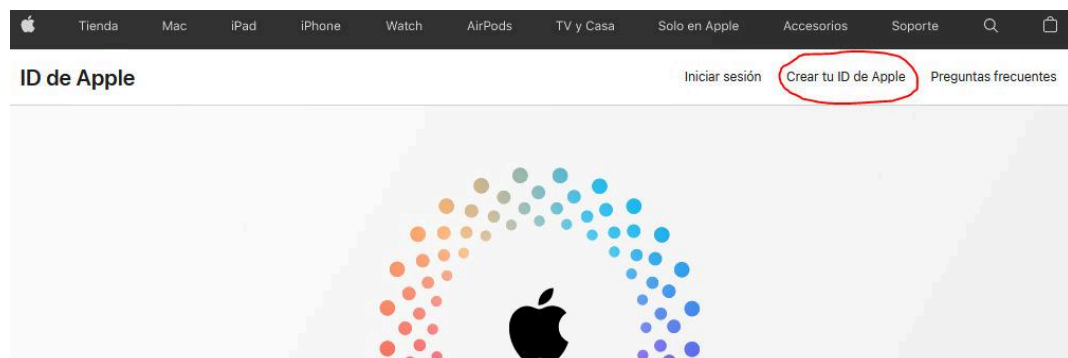 Tienda Mac iPad iPhone Watch AirPods TV y Casa Solo en Apple Accesorios Soporte
ID de Apple Iniciar sesión Crear tu ID de Apple Preguntas frecuentes